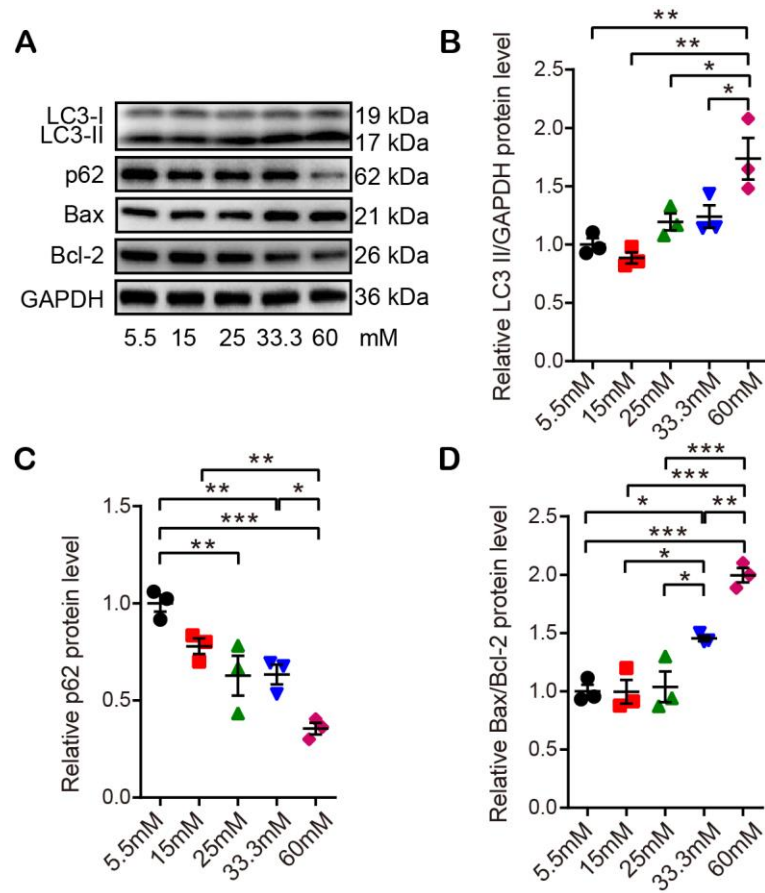 A
LC3-I
LC3-II
19 kDa
17 kDa
p62
62 kDa
Bax
21 kDa
Bcl-2
26 kDa
GAPDH
36 kDa
5.5 15 25 33.3 60 mM
B
**
**
*
*
Relative LC3 II/GAPDH protein level
2.5
2.0
1.5
1.0
0.5
0.0
5.5mM
15mM
25mM
33.3mM
60mM
C
**
** *
***
**
Relative p62 protein level
1.5
1.0
0.5
0.0
5.5mM
15mM
25mM
33.3mM
60mM
D
***
***
* **
***
*
*
Relative Bax/Bcl-2 protein level
2.5
2.0
1.5
1.0
0.5
0.0
5.5mM
15mM
25mM
33.3mM
60mM